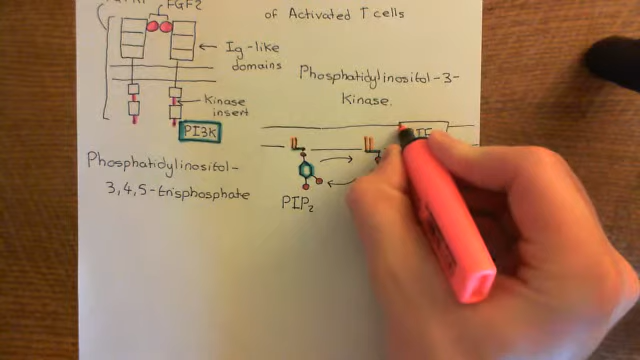 FGF2
of Activated T cells
Ig-like
domains
Phosphatidylinositol-3-
Kinase.
Kinase
insert
PI3K
Phosphatidylinositol-
3,4,5-trisphosphate
PIP2